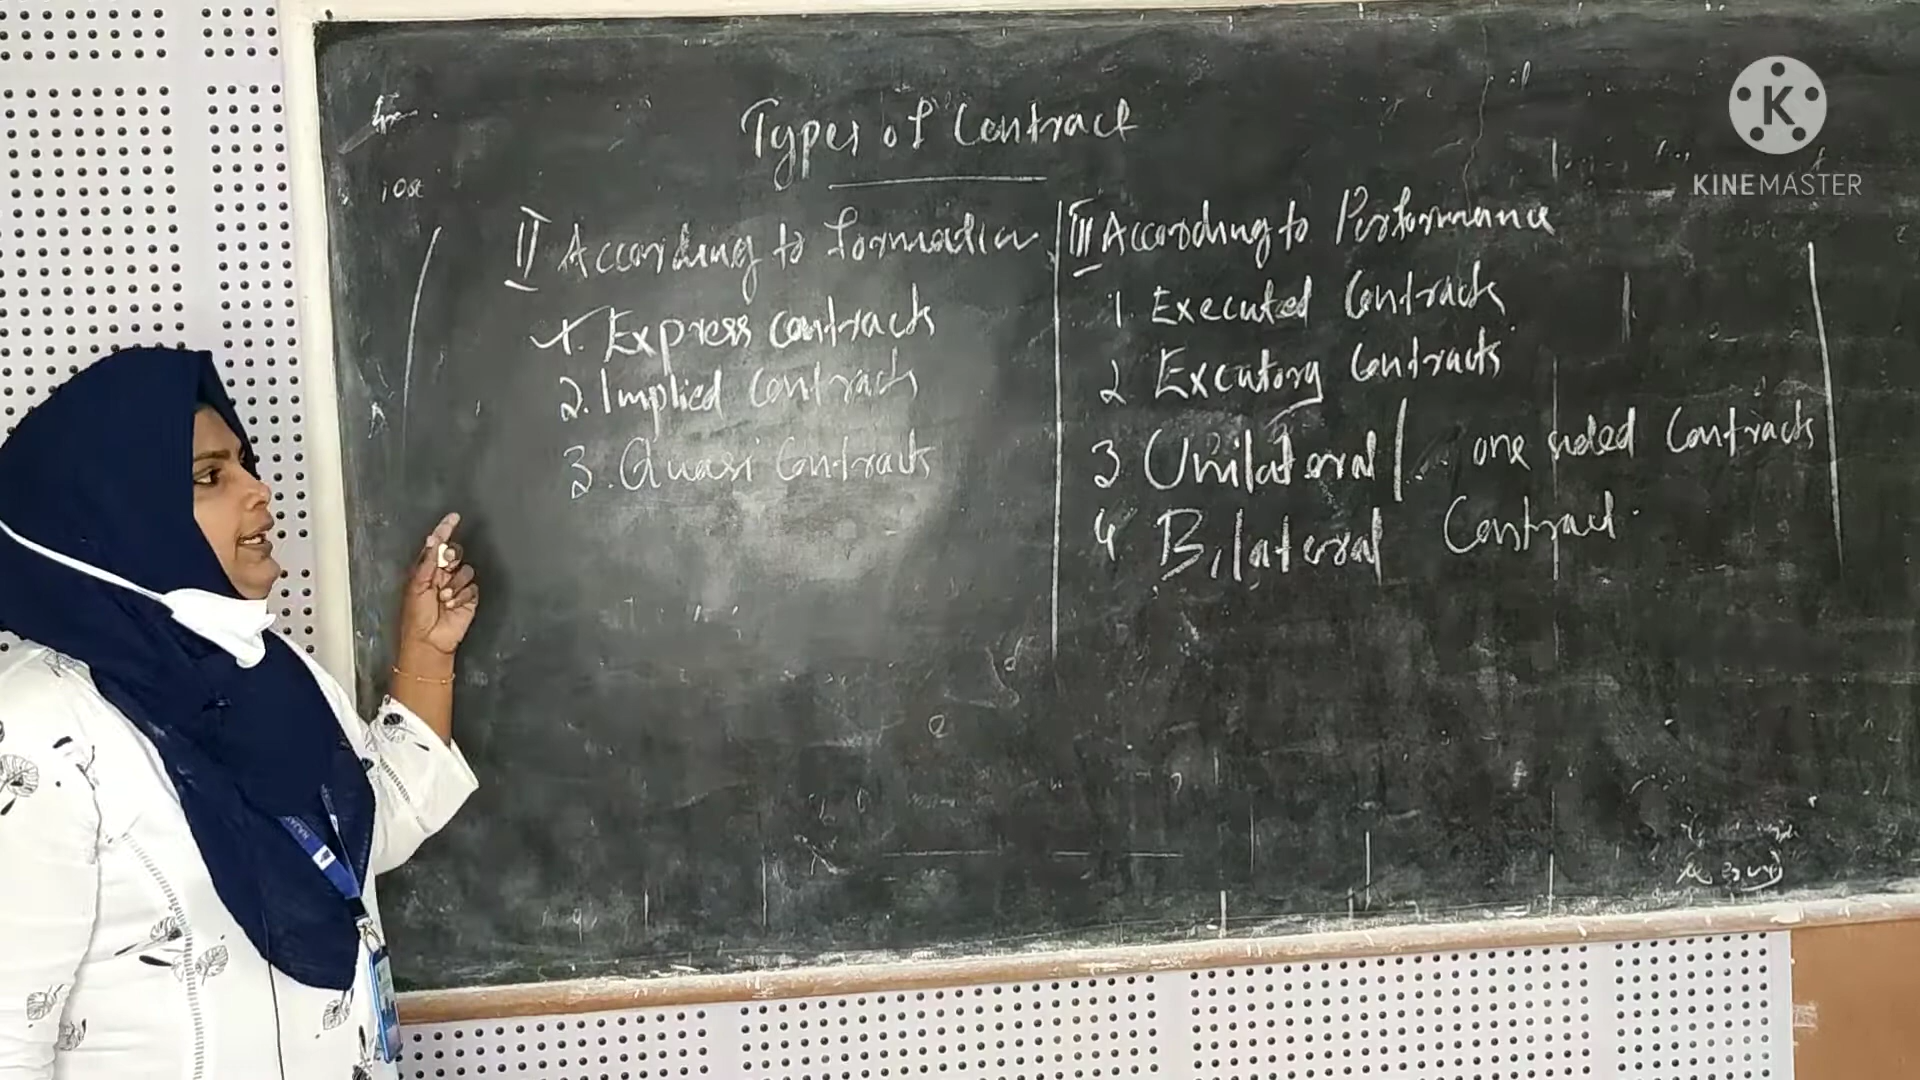 Types of Contract
II According to Formation
1. Express contracts
2. Implied Contracts
3. Quasi Contracts
III According to Performance
1 Executed Contracts
2 Excutory Contracts
3 Unilateral / one sided Contracts
4 Bilateral Contract.
K
KINEMASTER